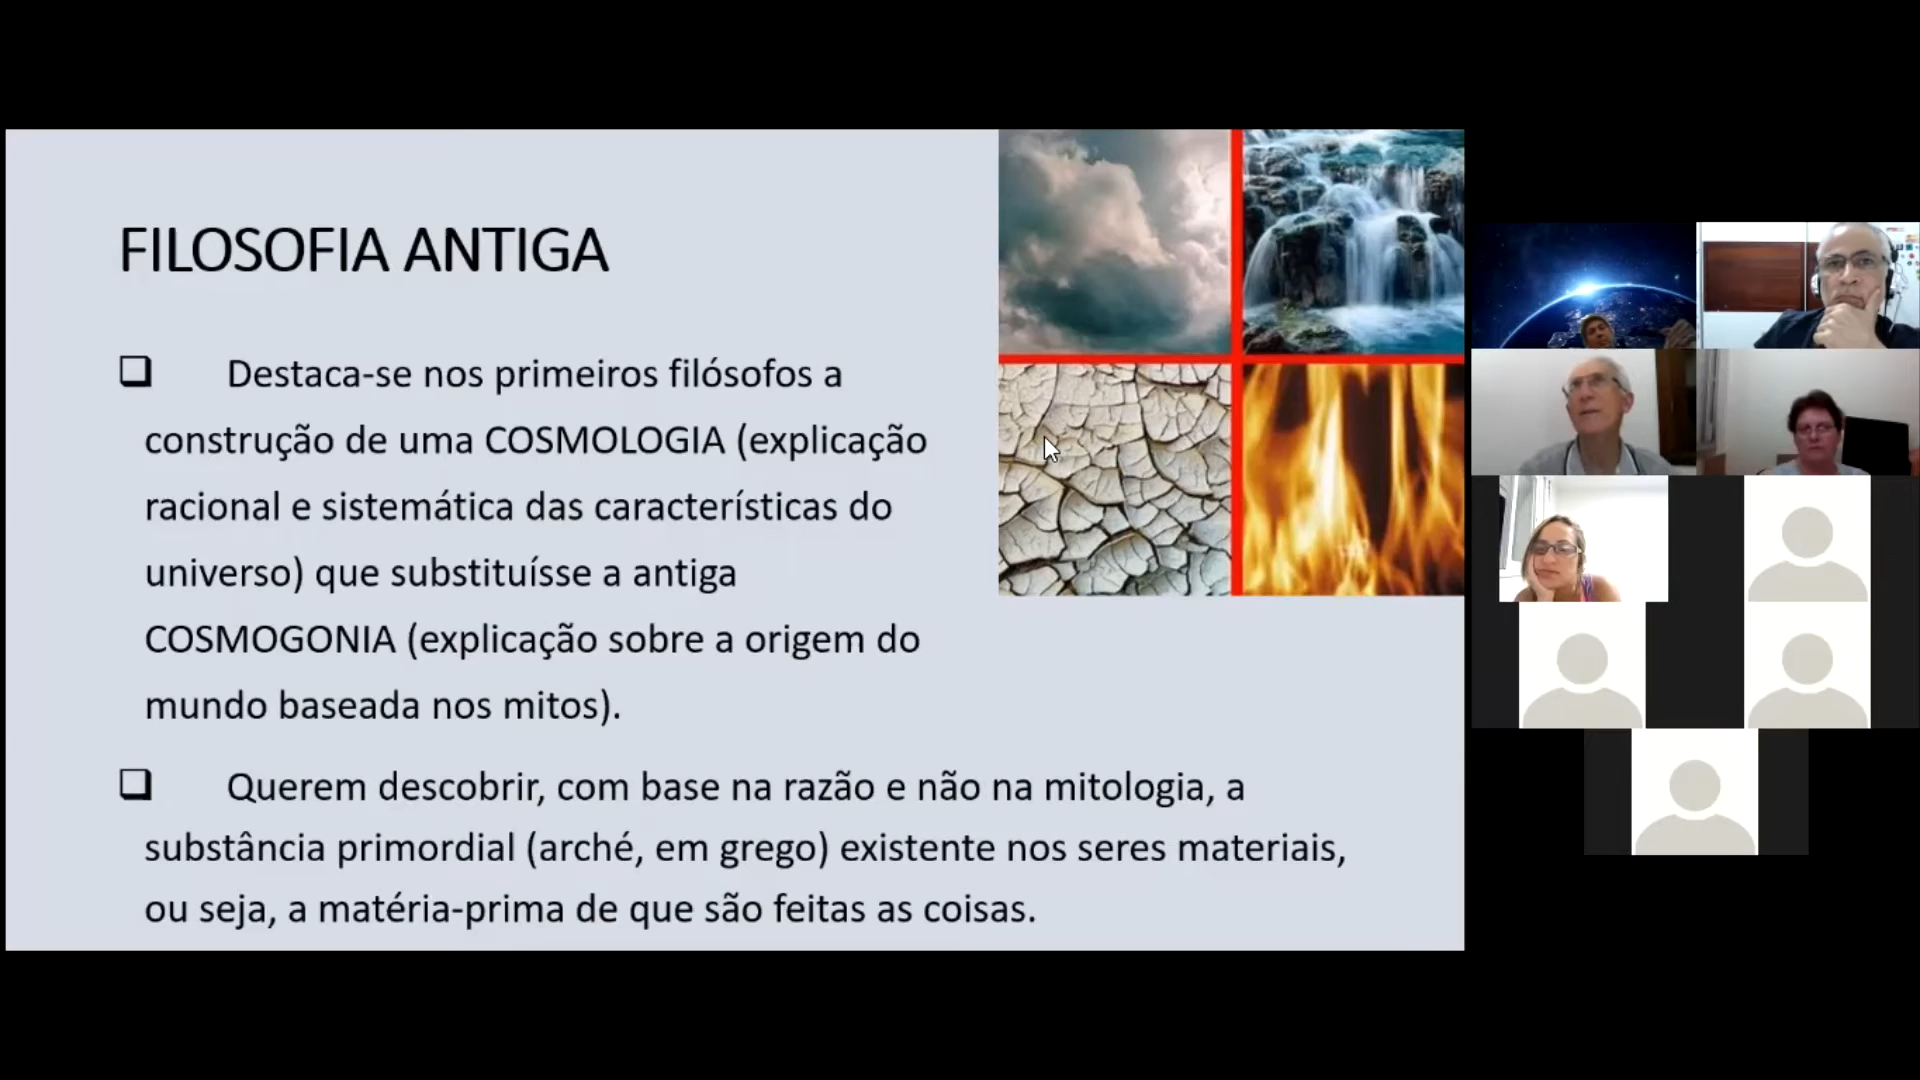 FILOSOFIA ANTIGA
Destaca-se nos primeiros filósofos a
construção de uma COSMOLOGIA (explicação
racional e sistemática das características do
universo) que substituísse a antiga
COSMOGONIA (explicação sobre a origem do
mundo baseada nos mitos).
Querem descobrir, com base na razão e não na mitologia, a
substância primordial (arché, em grego) existente nos seres materiais,
ou seja, a matéria-prima de que são feitas as coisas.